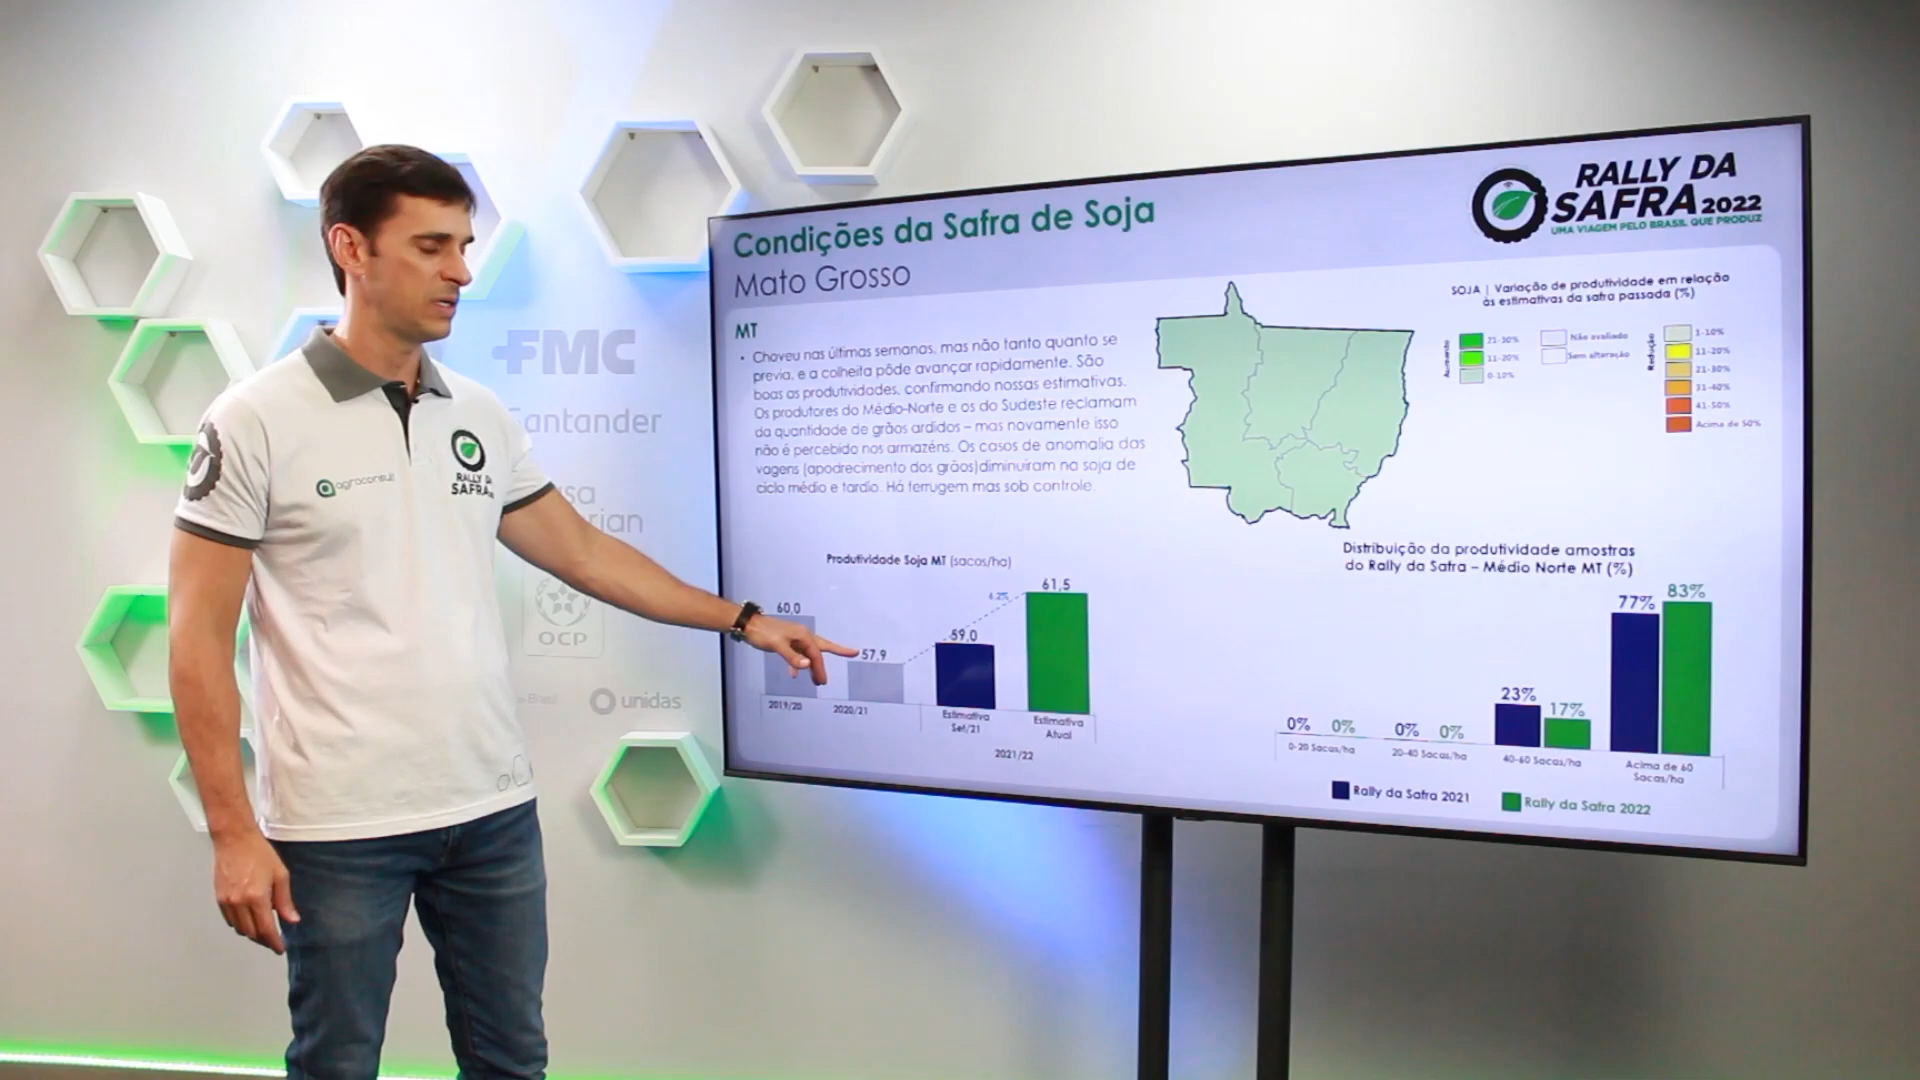 Condições da Safra de Soja
Mato Grosso
RALLY DA
SAFRA 2022
UMA VIAGEM PELO BRASIL QUE PRODUZ
MT
• Choveu nas últimas semanas, mas não tanto quanto se
previa, e a colheita pôde avançar rapidamente. São
boas as produtividades, confirmando nossas estimativas.
Os produtores do Médio-Norte e os do Sudeste reclamam
da quantidade de grãos ardidos – mas novamente isso
não é percebido nos armazéns. Os casos de anomalia das
vagens (apodrecimento dos grãos)diminuíram na soja de
ciclo médio e tardio. Há ferrugem mas sob controle.
SOJA | Variação de produtividade em relação
às estimativas da safra passada (%)
Aumento
21-30%
11-20%
0-10%
Não avaliado
Sem alteração
Redução
1-10%
11-20%
21-30%
31-40%
41-50%
Acima de 50%
Produtividade Soja MT (sacos/ha)
60,0
57,9
59,0
6,2%
61,5
2019/20
2020/21
Estimativa
Set/21
Estimativa
Atual
2021/22
Distribuição da produtividade amostras
do Rally da Safra – Médio Norte MT (%)
0% 0%
0% 0%
23% 17%
77% 83%
0-20 Sacas/ha
20-40 Sacas/ha
40-60 Sacas/ha
Acima de 60
Sacas/ha
Rally da Safra 2021
Rally da Safra 2022
FMC
antander
sa
rian
OCP
Brasil
unidas
agroconsult
RALLY DA
SAFRA